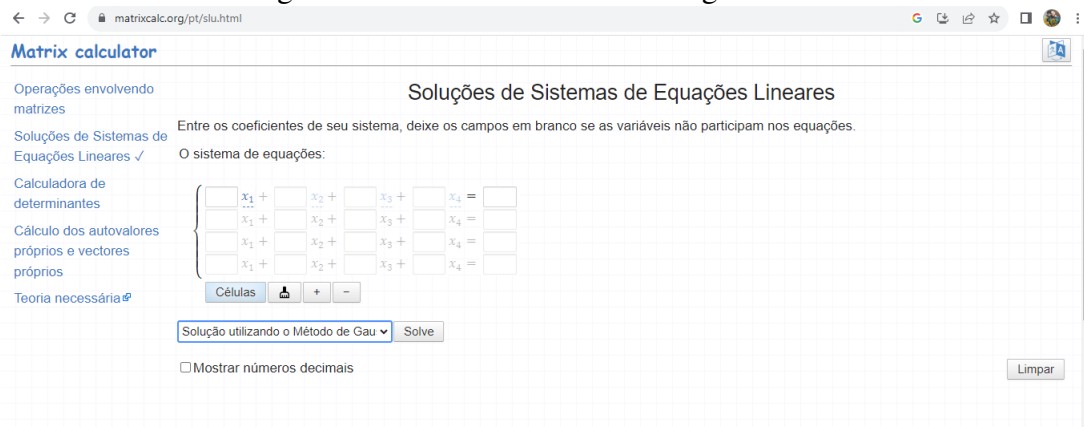 matrixcalc.org/pt/slu.html
Matrix calculator
Operações envolvendo
matrizes
Soluções de Sistemas de
Equações Lineares ✓
Calculadora de
determinantes
Cálculo dos autovalores
próprios e vectores
próprios
Teoria necessária
Soluções de Sistemas de Equações Lineares
Entre os coeficientes de seu sistema, deixe os campos em branco se as variáveis não participam nos equações.
O sistema de equações:
x₁ + x₂ + x₃ + x₄ =
x₁ + x₂ + x₃ + x₄ =
x₁ + x₂ + x₃ + x₄ =
x₁ + x₂ + x₃ + x₄ =
Células + −
Solução utilizando o Método de Gau Solve
Mostrar números decimais
Limpar